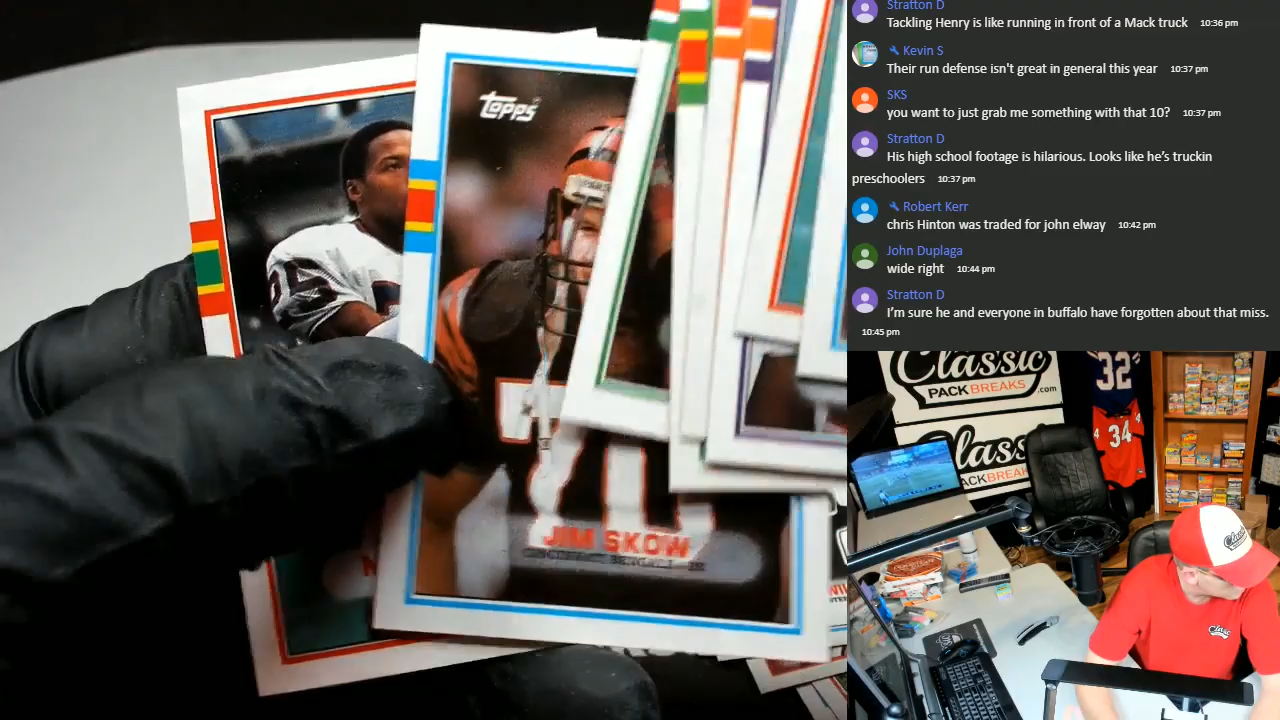 Stratton D
Tackling Henry is like running in front of a Mack truck 10:36 pm
Kevin S
Their run defense isn't great in general this year 10:37 pm
SKS
you want to just grab me something with that 10? 10:37 pm
Stratton D
His high school footage is hilarious. Looks like he's truckin
preschoolers 10:37 pm
Robert Kerr
chris Hinton was traded for john elway 10:42 pm
John Duplaga
wide right 10:44 pm
Stratton D
I'm sure he and everyone in buffalo have forgotten about that miss.
10:45 pm
Topps
JIM SKOW
CINCINNATI BENGALS
Classic
PACKBREAKS.com
32
34
Class
PACKBREAKS
Classic